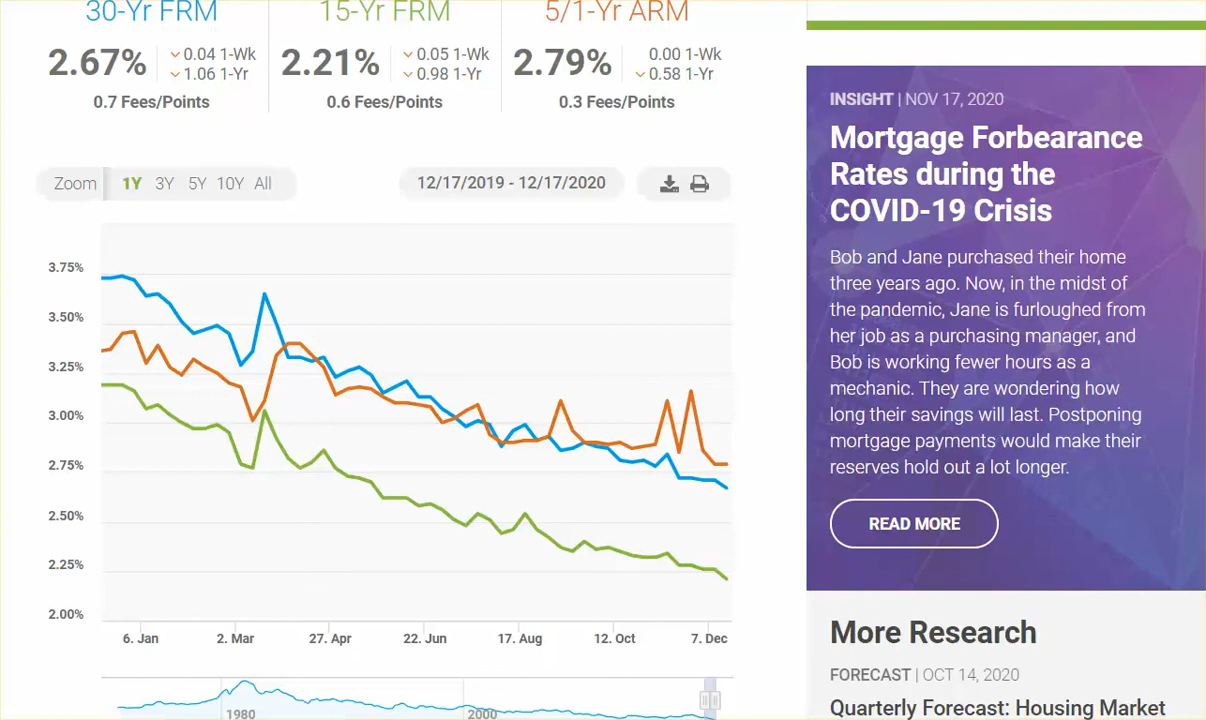 30-Yr FRM
15-Yr FRM
5/1-Yr ARM
2.67%
0.04 1-Wk
1.06 1-Yr
2.21%
0.05 1-Wk
0.98 1-Yr
2.79%
0.00 1-Wk
0.58 1-Yr
0.7 Fees/Points
0.6 Fees/Points
0.3 Fees/Points
Zoom 1Y 3Y 5Y 10Y All
12/17/2019 - 12/17/2020
3.75%
3.50%
3.25%
3.00%
2.75%
2.50%
2.25%
2.00%
6. Jan
2. Mar
27. Apr
22. Jun
17. Aug
12. Oct
7. Dec
1980
2000
INSIGHT | NOV 17, 2020
Mortgage Forbearance
Rates during the
COVID-19 Crisis
Bob and Jane purchased their home
three years ago. Now, in the midst of
the pandemic, Jane is furloughed from
her job as a purchasing manager, and
Bob is working fewer hours as a
mechanic. They are wondering how
long their savings will last. Postponing
mortgage payments would make their
reserves hold out a lot longer.
READ MORE
More Research
FORECAST | OCT 14, 2020
Quarterly Forecast: Housing Market